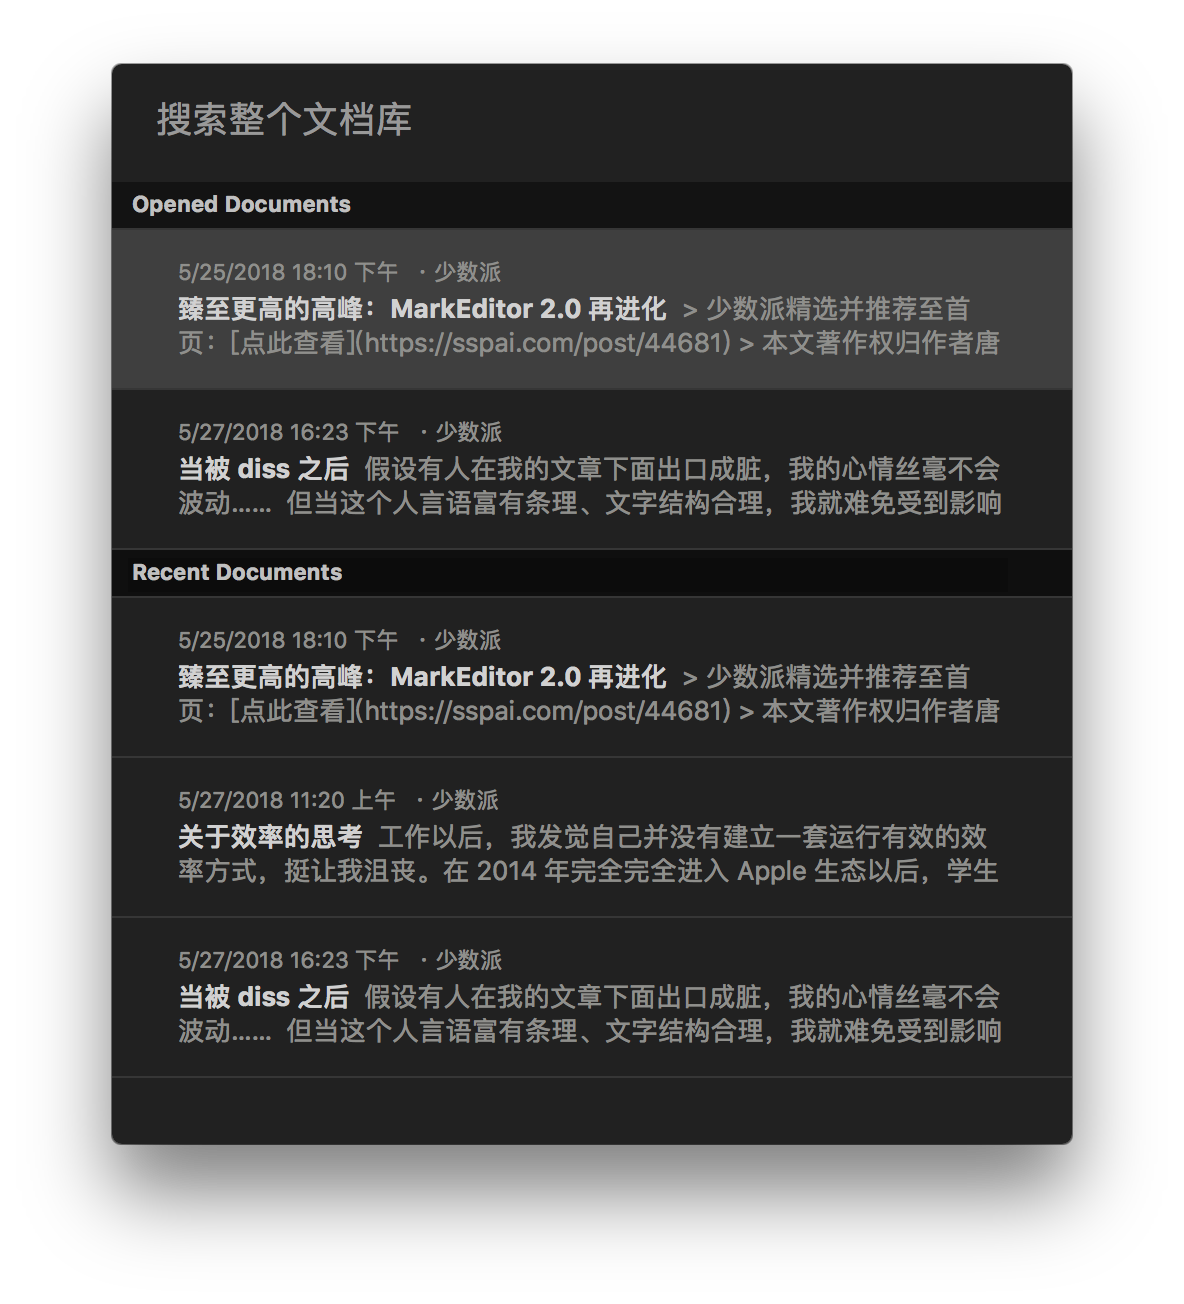 搜索整个文档库
Opened Documents
5/25/2018 18:10 下午 · 少数派
臻至更高的高峰：MarkEditor 2.0 再进化 > 少数派精选并推荐至首
页：[点此查看](https://sspai.com/post/44681) > 本文著作权归作者唐
5/27/2018 16:23 下午 · 少数派
当被 diss 之后 假设有人在我的文章下面出口成脏，我的心情丝毫不会
波动…… 但当这个人言语富有条理、文字结构合理，我就难免受到影响
Recent Documents
5/25/2018 18:10 下午 · 少数派
臻至更高的高峰：MarkEditor 2.0 再进化 > 少数派精选并推荐至首
页：[点此查看](https://sspai.com/post/44681) > 本文著作权归作者唐
5/27/2018 11:20 上午 · 少数派
关于效率的思考 工作以后，我发觉自己并没有建立一套运行有效的效
率方式，挺让我沮丧。在 2014 年完全完全进入 Apple 生态以后，学生
5/27/2018 16:23 下午 · 少数派
当被 diss 之后 假设有人在我的文章下面出口成脏，我的心情丝毫不会
波动…… 但当这个人言语富有条理、文字结构合理，我就难免受到影响